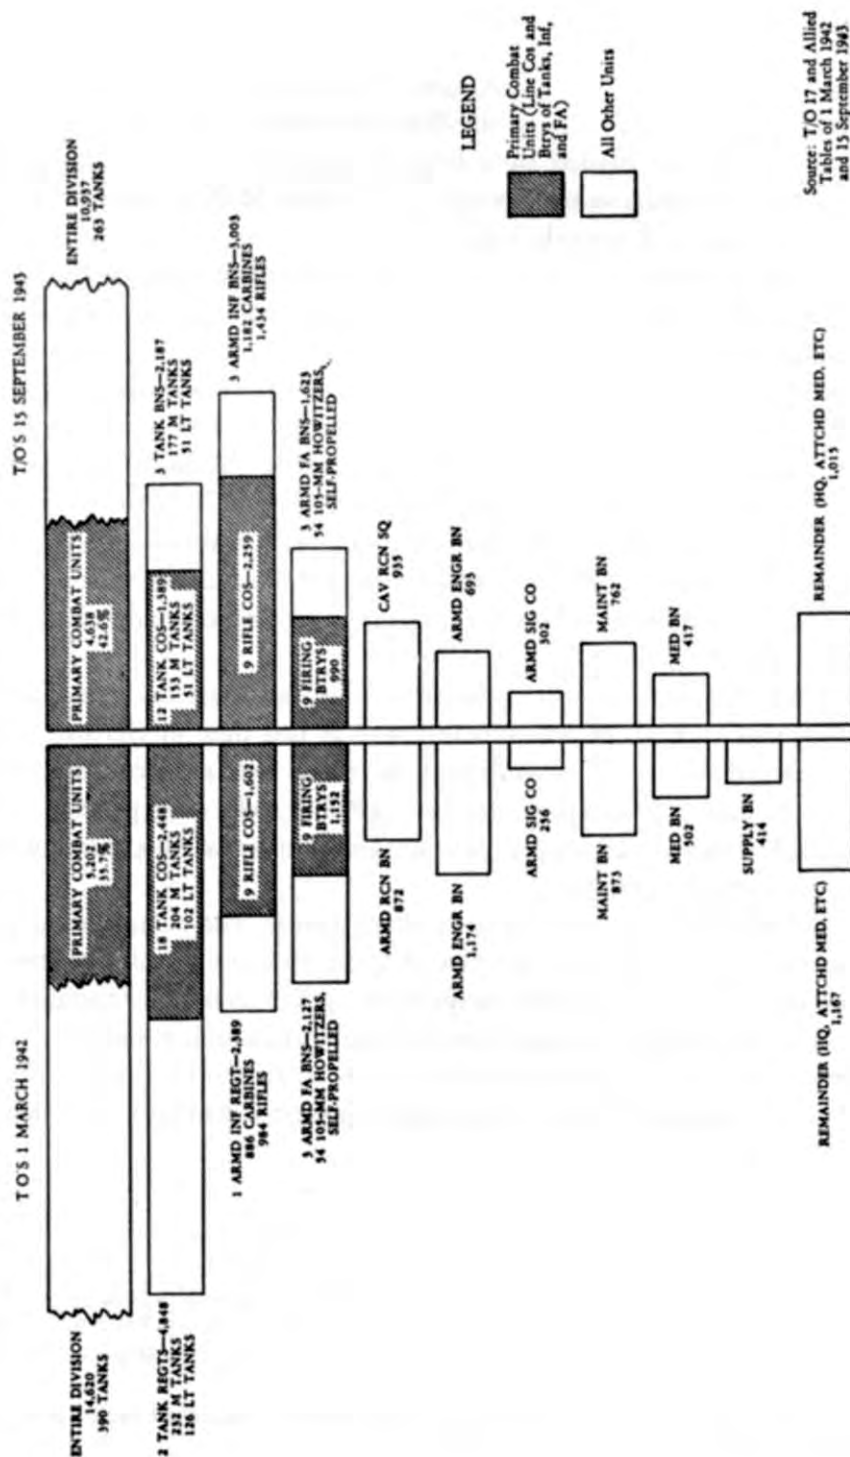 T O'S 1 MARCH 1942
T/O'S 15 SEPTEMBER 1943
ENTIRE DIVISION
14,620
390 TANKS
PRIMARY COMBAT UNITS
5,202
35.7%
PRIMARY COMBAT UNITS
4,638
42.6%
ENTIRE DIVISION
10,937
263 TANKS
2 TANK REGTS—4,848
232 M TANKS
126 LT TANKS
18 TANK COS—2,448
204 M TANKS
102 LT TANKS
12 TANK COS—1,389
153 M TANKS
51 LT TANKS
3 TANK BNS—2,187
177 M TANKS
51 LT TANKS
1 ARMD INF REGT—2,389
886 CARBINES
984 RIFLES
9 RIFLE COS—1,602
9 RIFLE COS—2,259
3 ARMD INF BNS—3,003
1,182 CARBINES
1,434 RIFLES
3 ARMD FA BNS—2,127
54 105-MM HOWITZERS,
SELF-PROPELLED
9 FIRING
BTRYS
1,152
9 FIRING
BTRYS
990
3 ARMD FA BNS—1,623
54 105-MM HOWITZERS,
SELF-PROPELLED
ARMD RCN BN
872
CAV RCN SQ
935
ARMD ENGR BN
1,174
ARMD ENGR BN
693
ARMD SIG CO
256
ARMD SIG CO
302
MAINT BN
873
MAINT BN
762
MED BN
502
MED BN
417
SUPPLY BN
414
REMAINDER (HQ, ATTCHD MED, ETC)
1,167
REMAINDER (HQ, ATTCHD MED, ETC)
1,015
LEGEND
Primary Combat
Units (Line Cos and
Btrys of Tanks, Inf,
and FA)
All Other Units
Source: T/O 17 and Allied
Tables of 1 March 1942
and 15 September 1943.